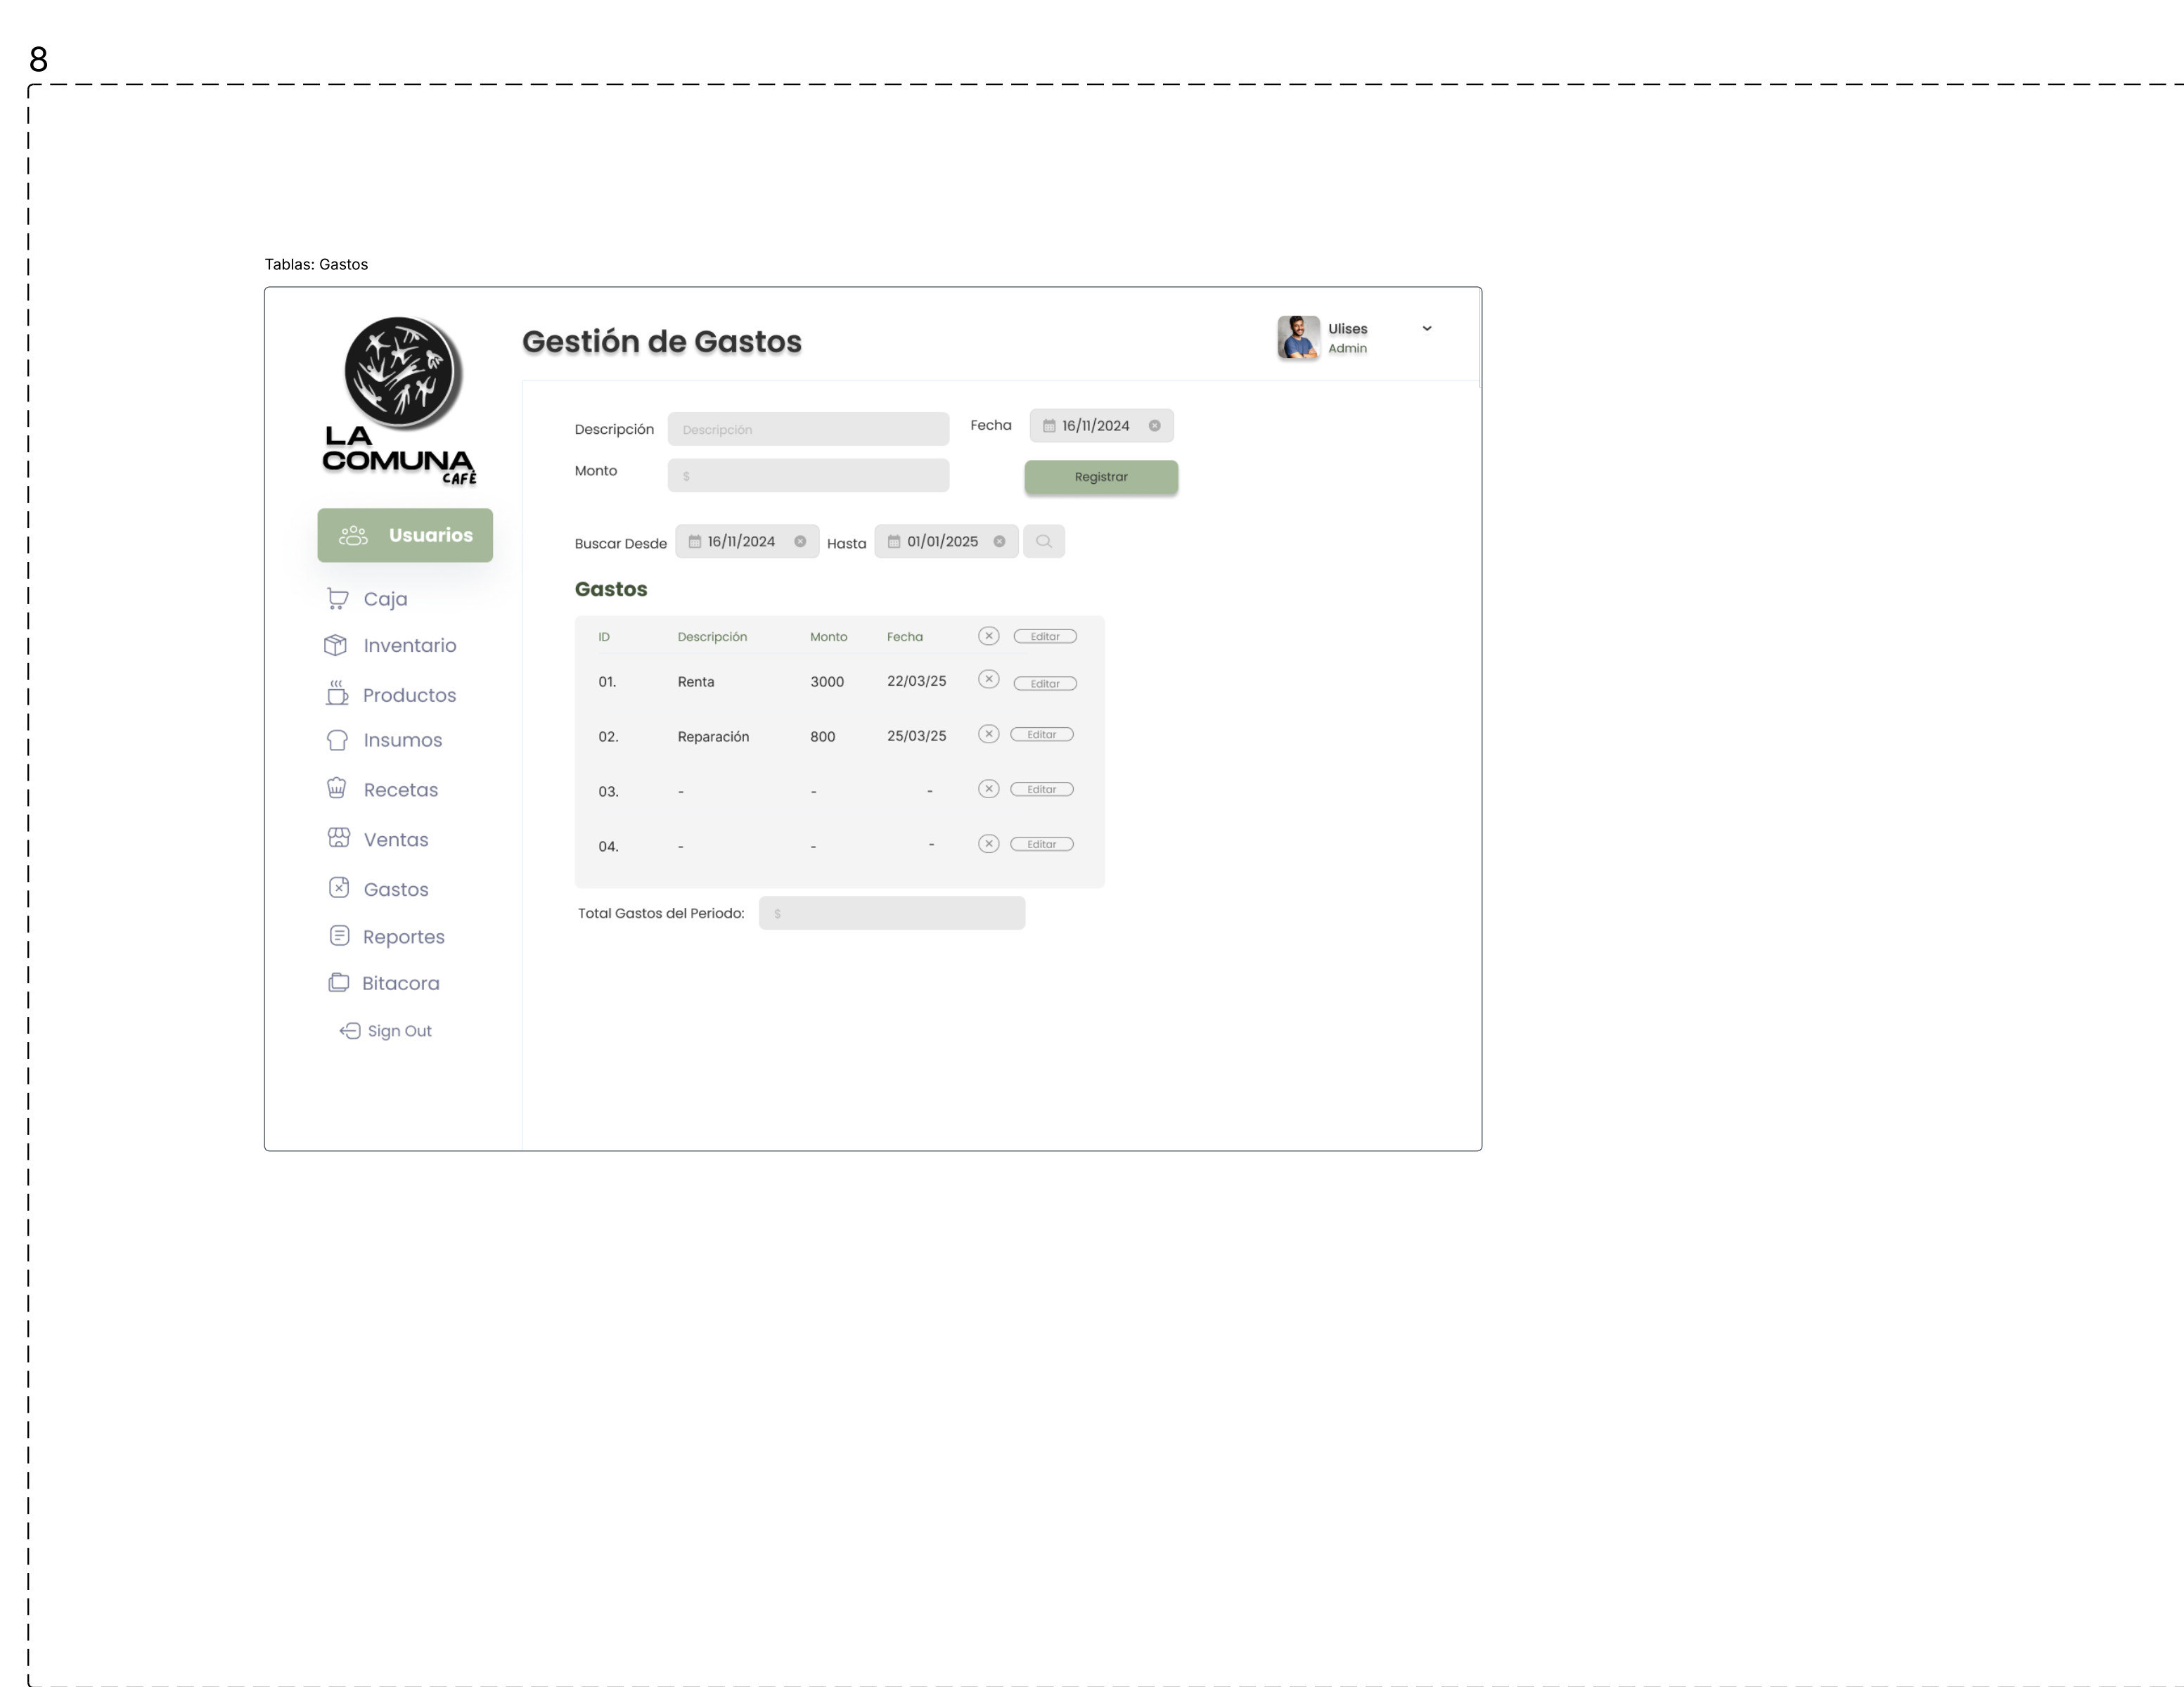 8
Tablas: Gastos
LA
COMUNA
CAFÉ
Gestión de Gastos
Ulises
Admin
Usuarios
Caja
Inventario
Productos
Insumos
Recetas
Ventas
Gastos
Reportes
Bitacora
Sign Out
Descripción Descripción Fecha 16/11/2024
Monto $ Registrar
Buscar Desde 16/11/2024 Hasta 01/01/2025
Gastos
ID Descripción Monto Fecha Editar
01. Renta 3000 22/03/25 Editar
02. Reparación 800 25/03/25 Editar
03. - - - Editar
04. - - - Editar
Total Gastos del Periodo: $